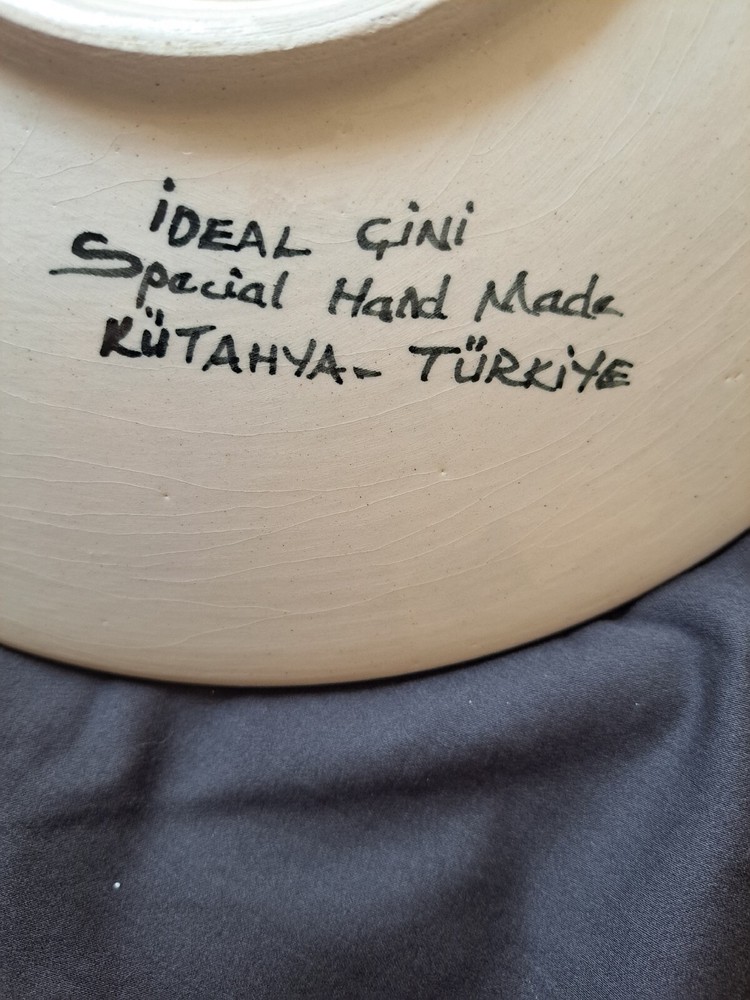 İDEAL ÇİNİ
Special Hand Made
KÜTAHYA- TÜRKİYE